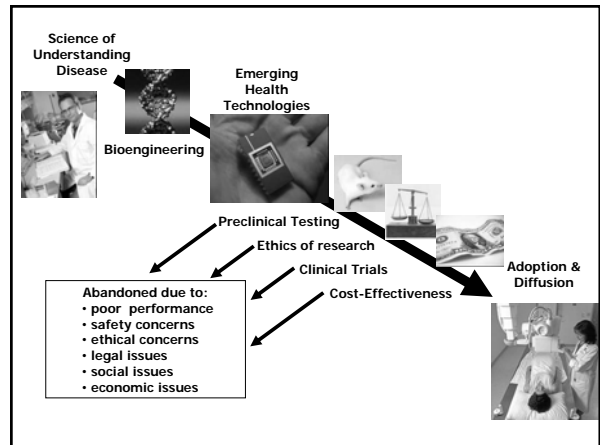 Science of
Understanding
Disease
Emerging
Health
Technologies
Bioengineering
Preclinical Testing
Ethics of research
Clinical Trials
Cost-Effectiveness
Adoption &
Diffusion
Abandoned due to:
• poor performance
• safety concerns
• ethical concerns
• legal issues
• social issues
• economic issues